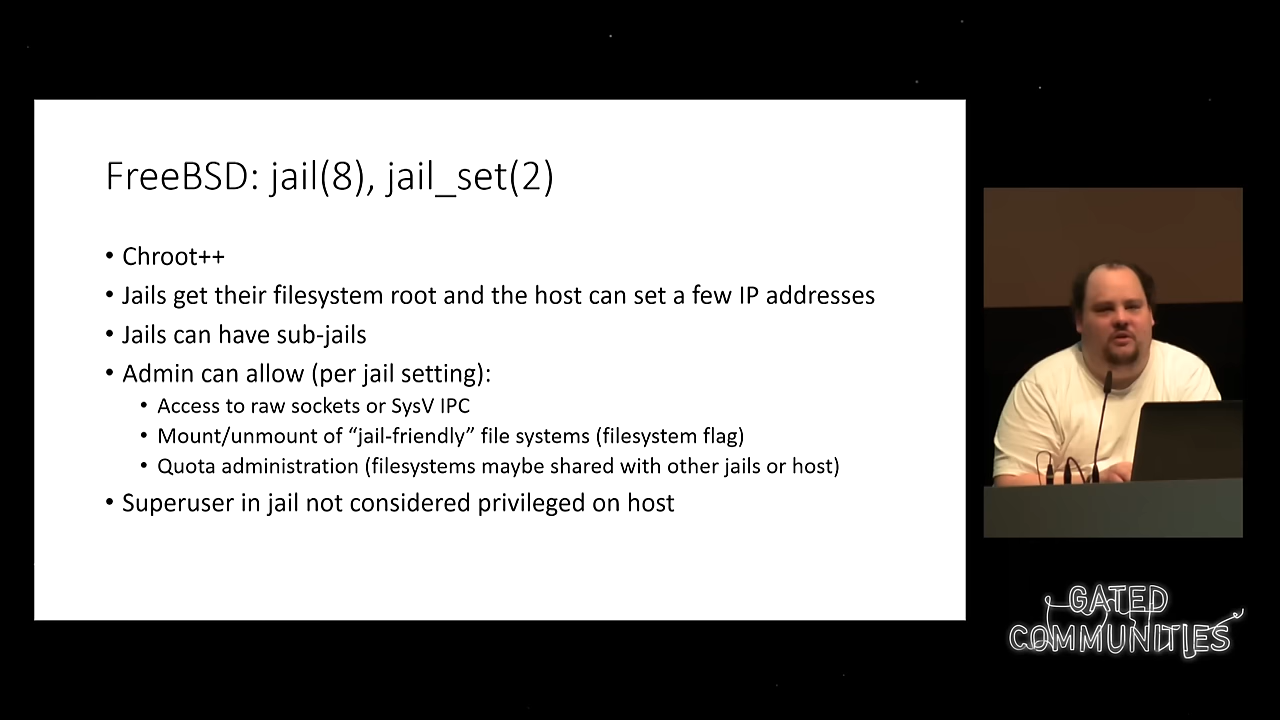 FreeBSD: jail(8), jail_set(2)
• Chroot++
• Jails get their filesystem root and the host can set a few IP addresses
• Jails can have sub-jails
• Admin can allow (per jail setting):
• Access to raw sockets or SysV IPC
• Mount/unmount of “jail-friendly” file systems (filesystem flag)
• Quota administration (filesystems maybe shared with other jails or host)
• Superuser in jail not considered privileged on host
GATED
COMMUNITIES